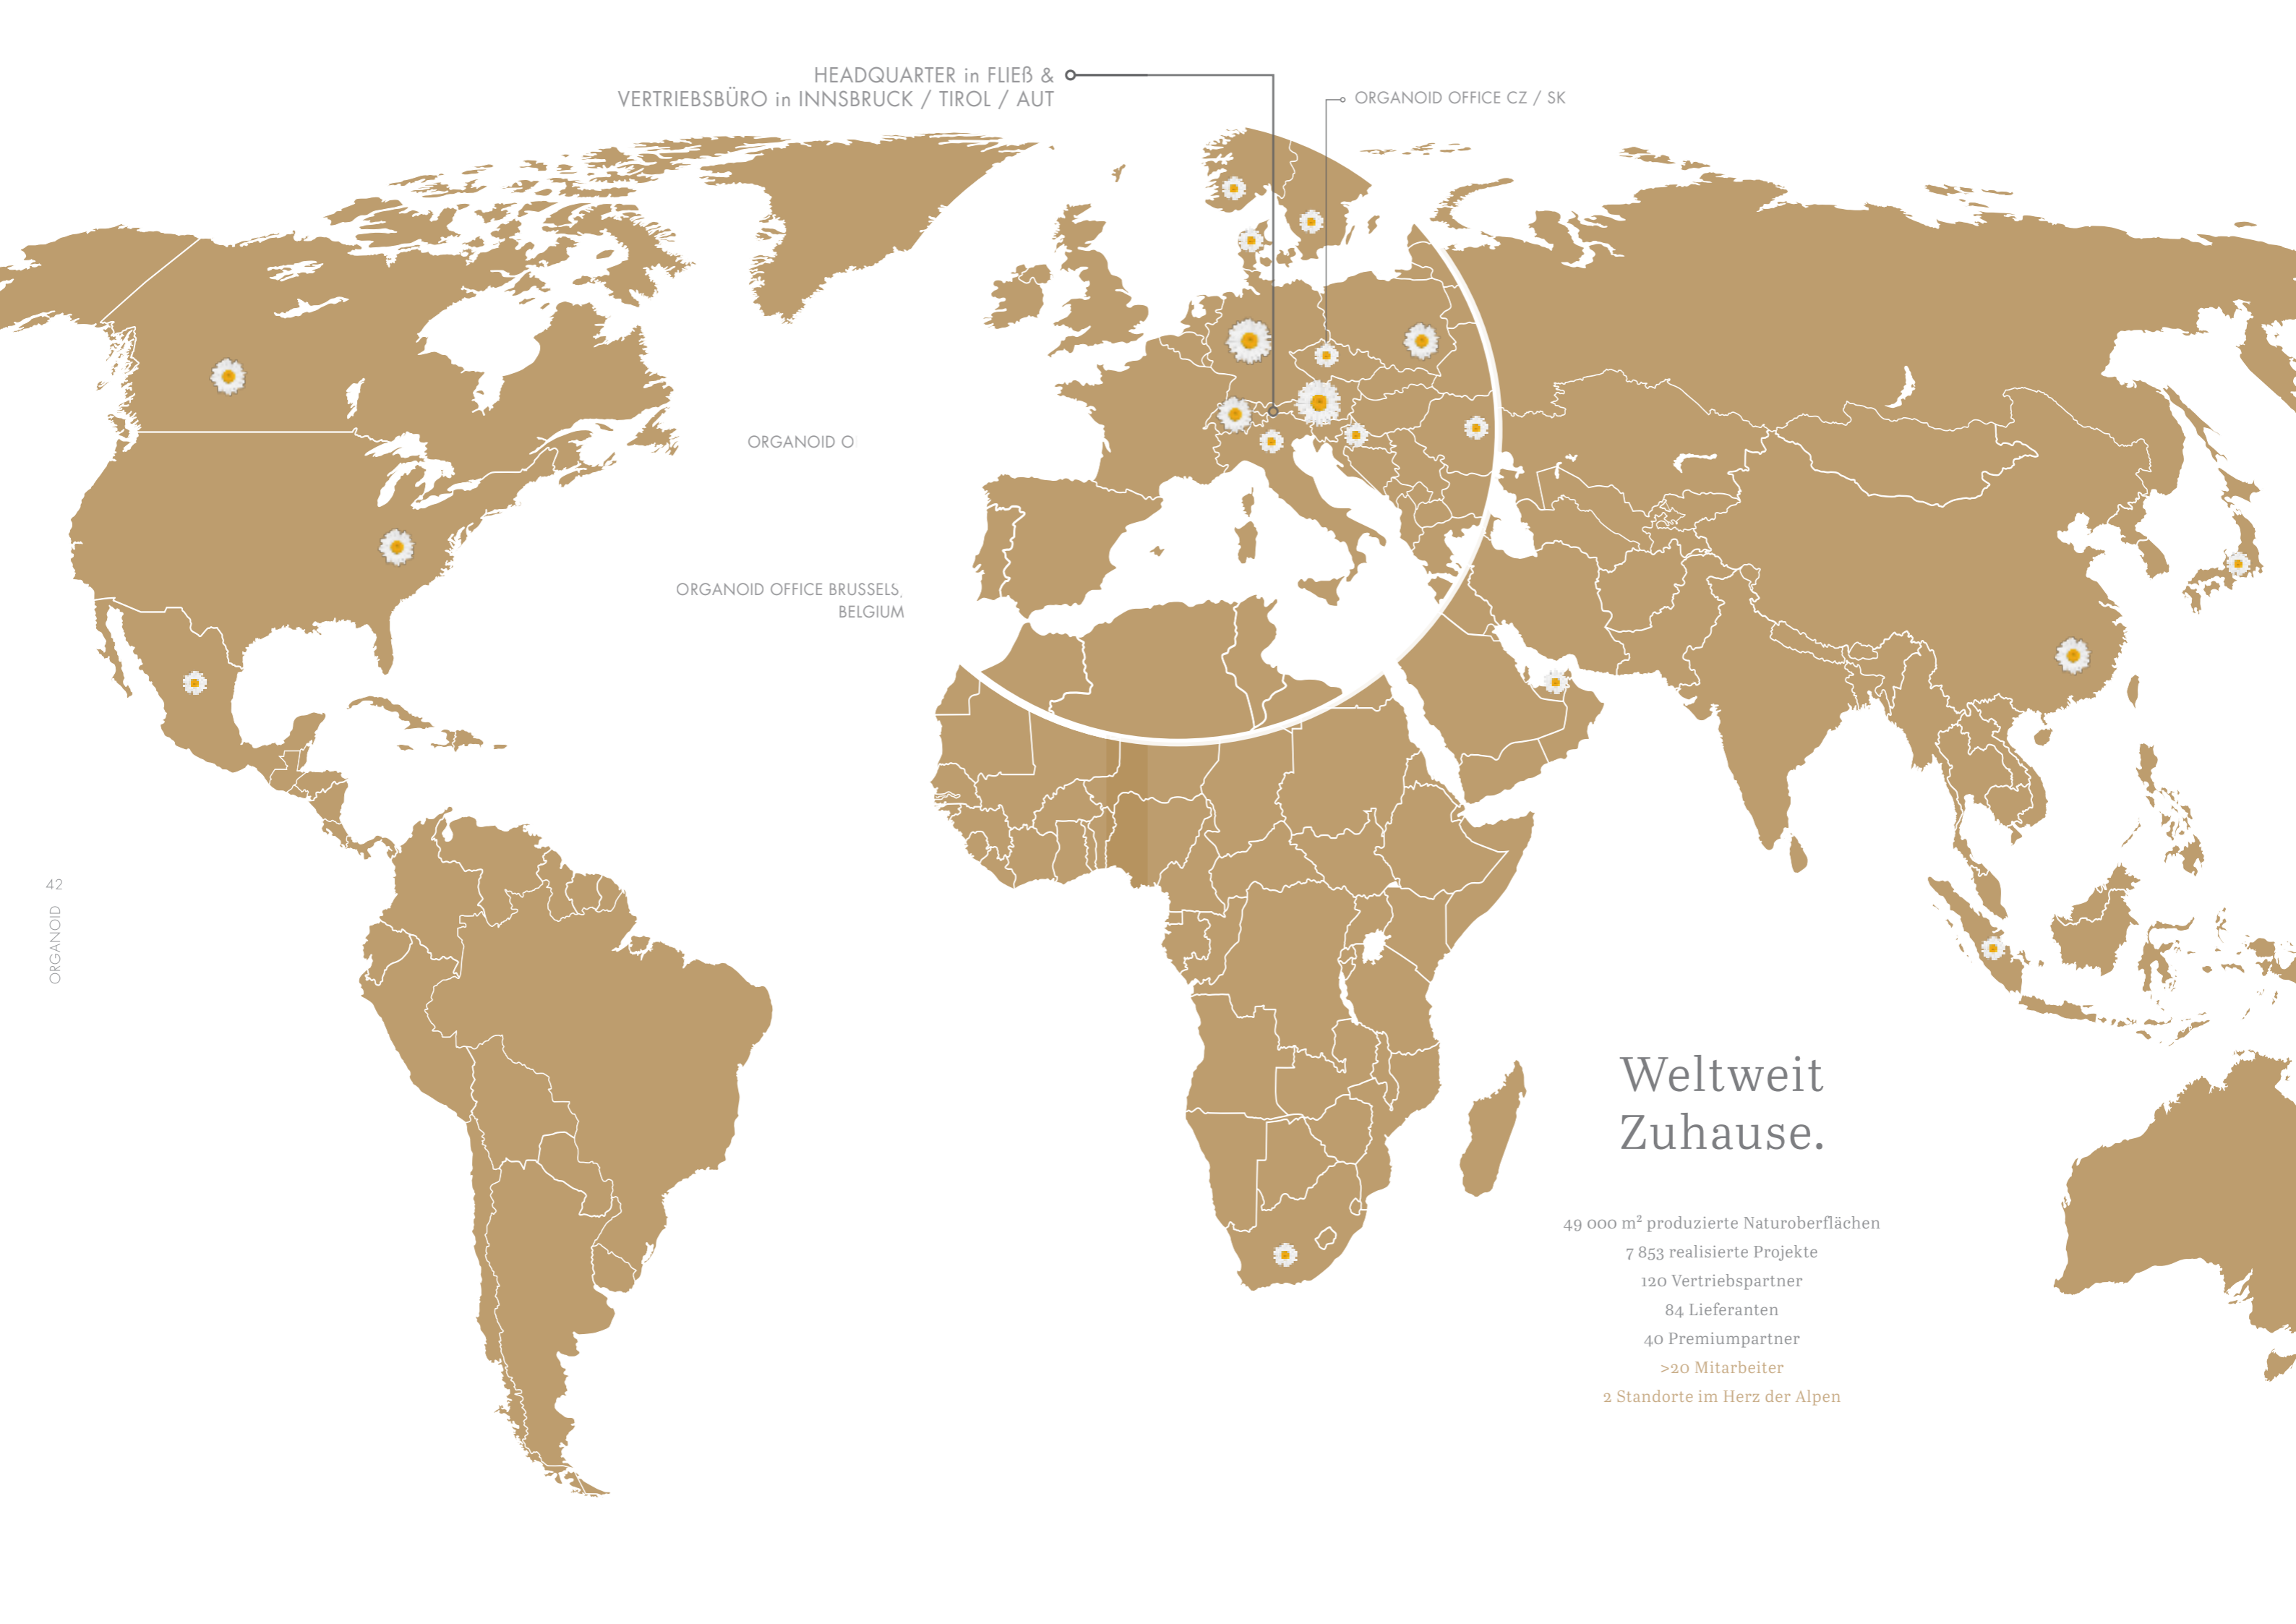 HEADQUARTER in FLIEß &
VERTRIEBSBÜRO in INNSBRUCK / TIROL / AUT
ORGANOID OFFICE CZ / SK
ORGANOID O
ORGANOID OFFICE BRUSSELS,
BELGIUM
42
ORGANOID
Weltweit
Zuhause.
49 000 m² produzierte Naturoberflächen
7 853 realisierte Projekte
120 Vertriebspartner
84 Lieferanten
40 Premiumpartner
>20 Mitarbeiter
2 Standorte im Herz der Alpen